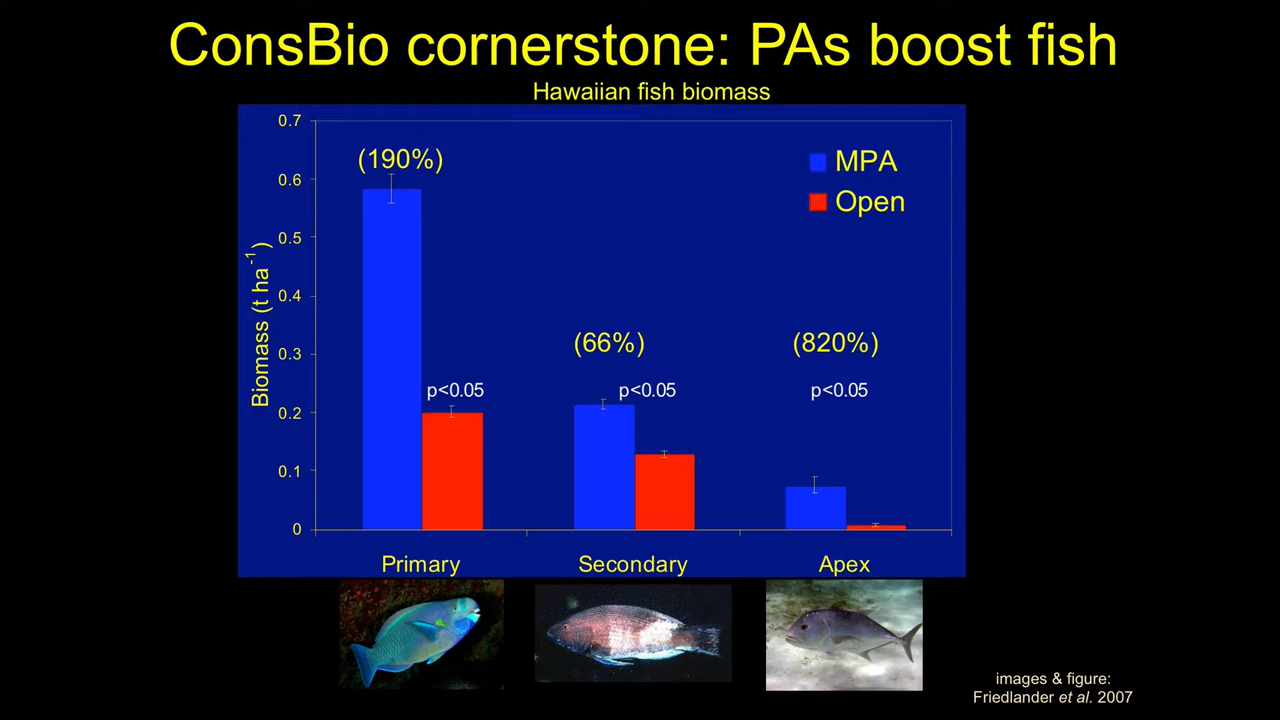 ConsBio cornerstone: PAs boost fish
Hawaiian fish biomass
0.7
0.6
0.5
0.4
0.3
0.2
0.1
0
Biomass (t ha⁻¹)
(190%)
MPA
Open
(66%)
(820%)
p<0.05
p<0.05
p<0.05
Primary
Secondary
Apex
images & figure:
Friedlander et al. 2007